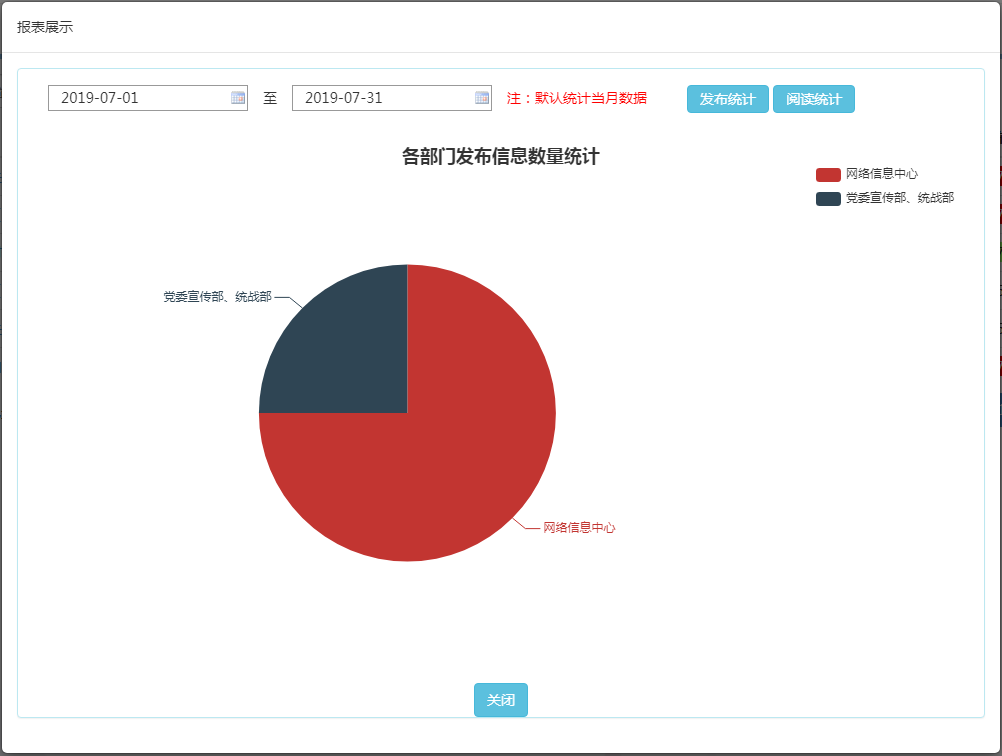 报表展示
2019-07-01 至 2019-07-31 注：默认统计当月数据 发布统计 阅读统计
各部门发布信息数量统计
网络信息中心
党委宣传部、统战部
党委宣传部、统战部
网络信息中心
关闭